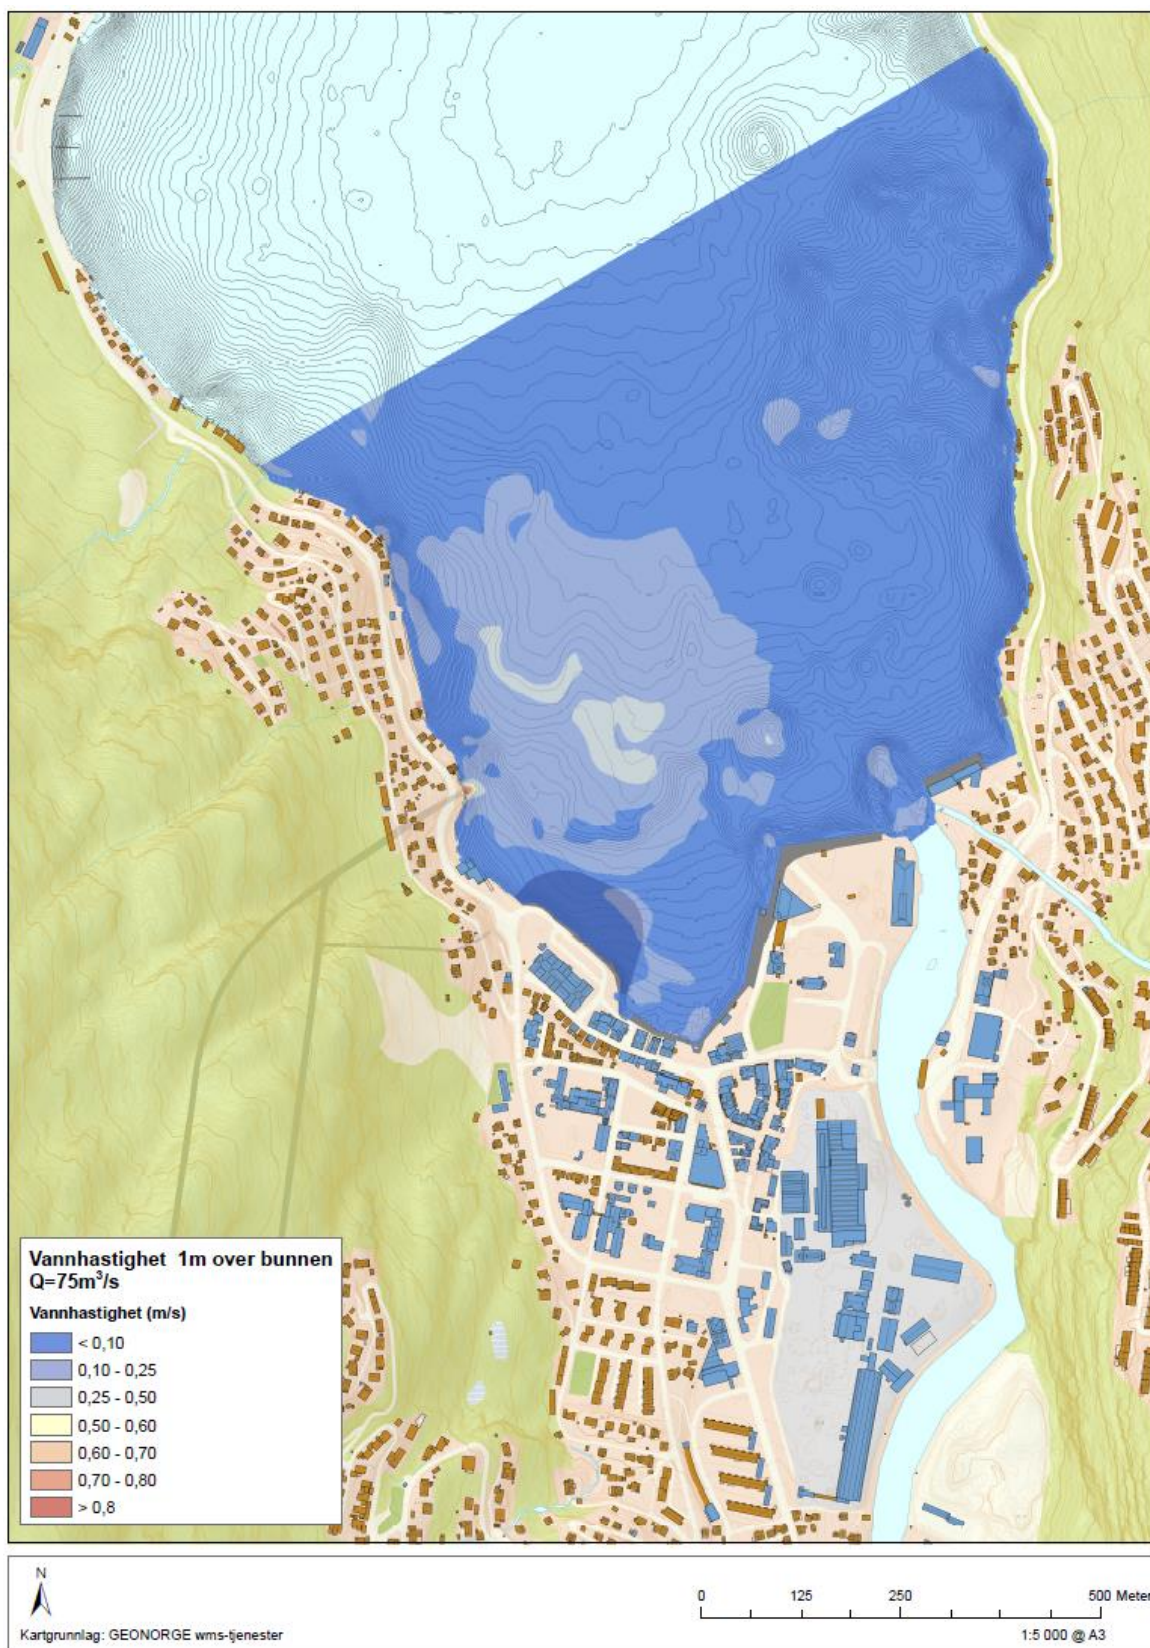 Vannhastighet 1m over bunnen
Q=75m³/s
Vannhastighet (m/s)
< 0,10
0,10 - 0,25
0,25 - 0,50
0,50 - 0,60
0,60 - 0,70
0,70 - 0,80
> 0,8
N
0 125 250 500 Meter
Kartgrunnlag: GEONORGE wms-tjenester
1:5 000 @ A3